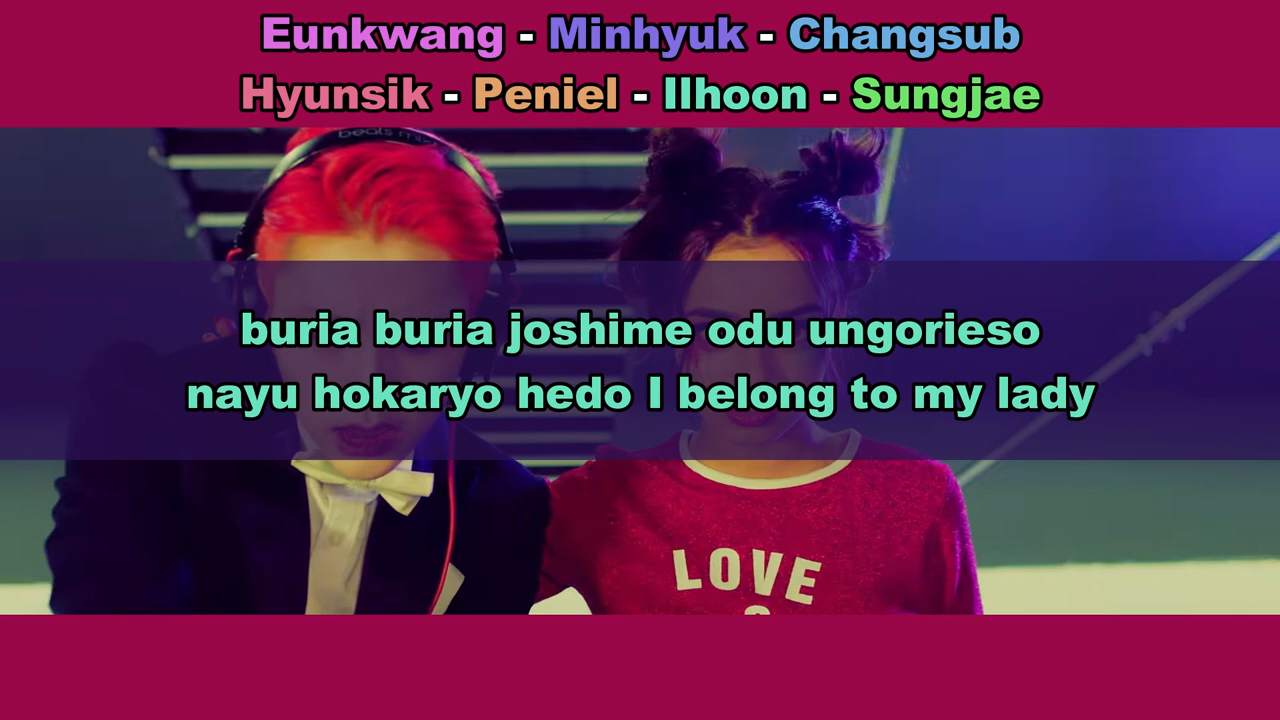 Eunkwang - Minhyuk - Changsub
Hyunsik - Peniel - Ilhoon - Sungjae
beats
buria buria joshime odu ungorieso
nayu hokaryo hedo I belong to my lady
LOVE